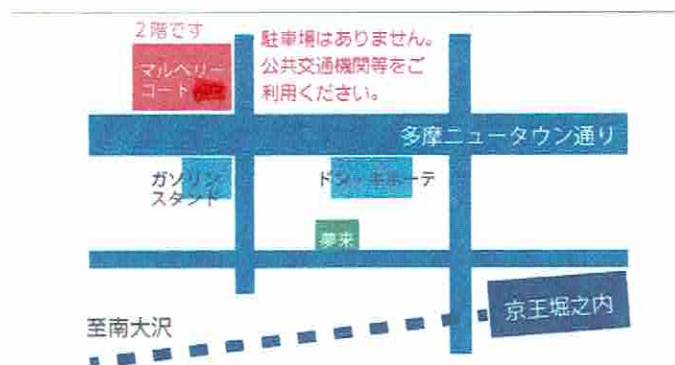 2階です
駐車場はありません。
公共交通機関等をご
利用ください。
マルベリー
コート
多摩ニュータウン通り
ガソリン
スタンド
ドン・キホーテ
夢来
京王堀之内
至南大沢